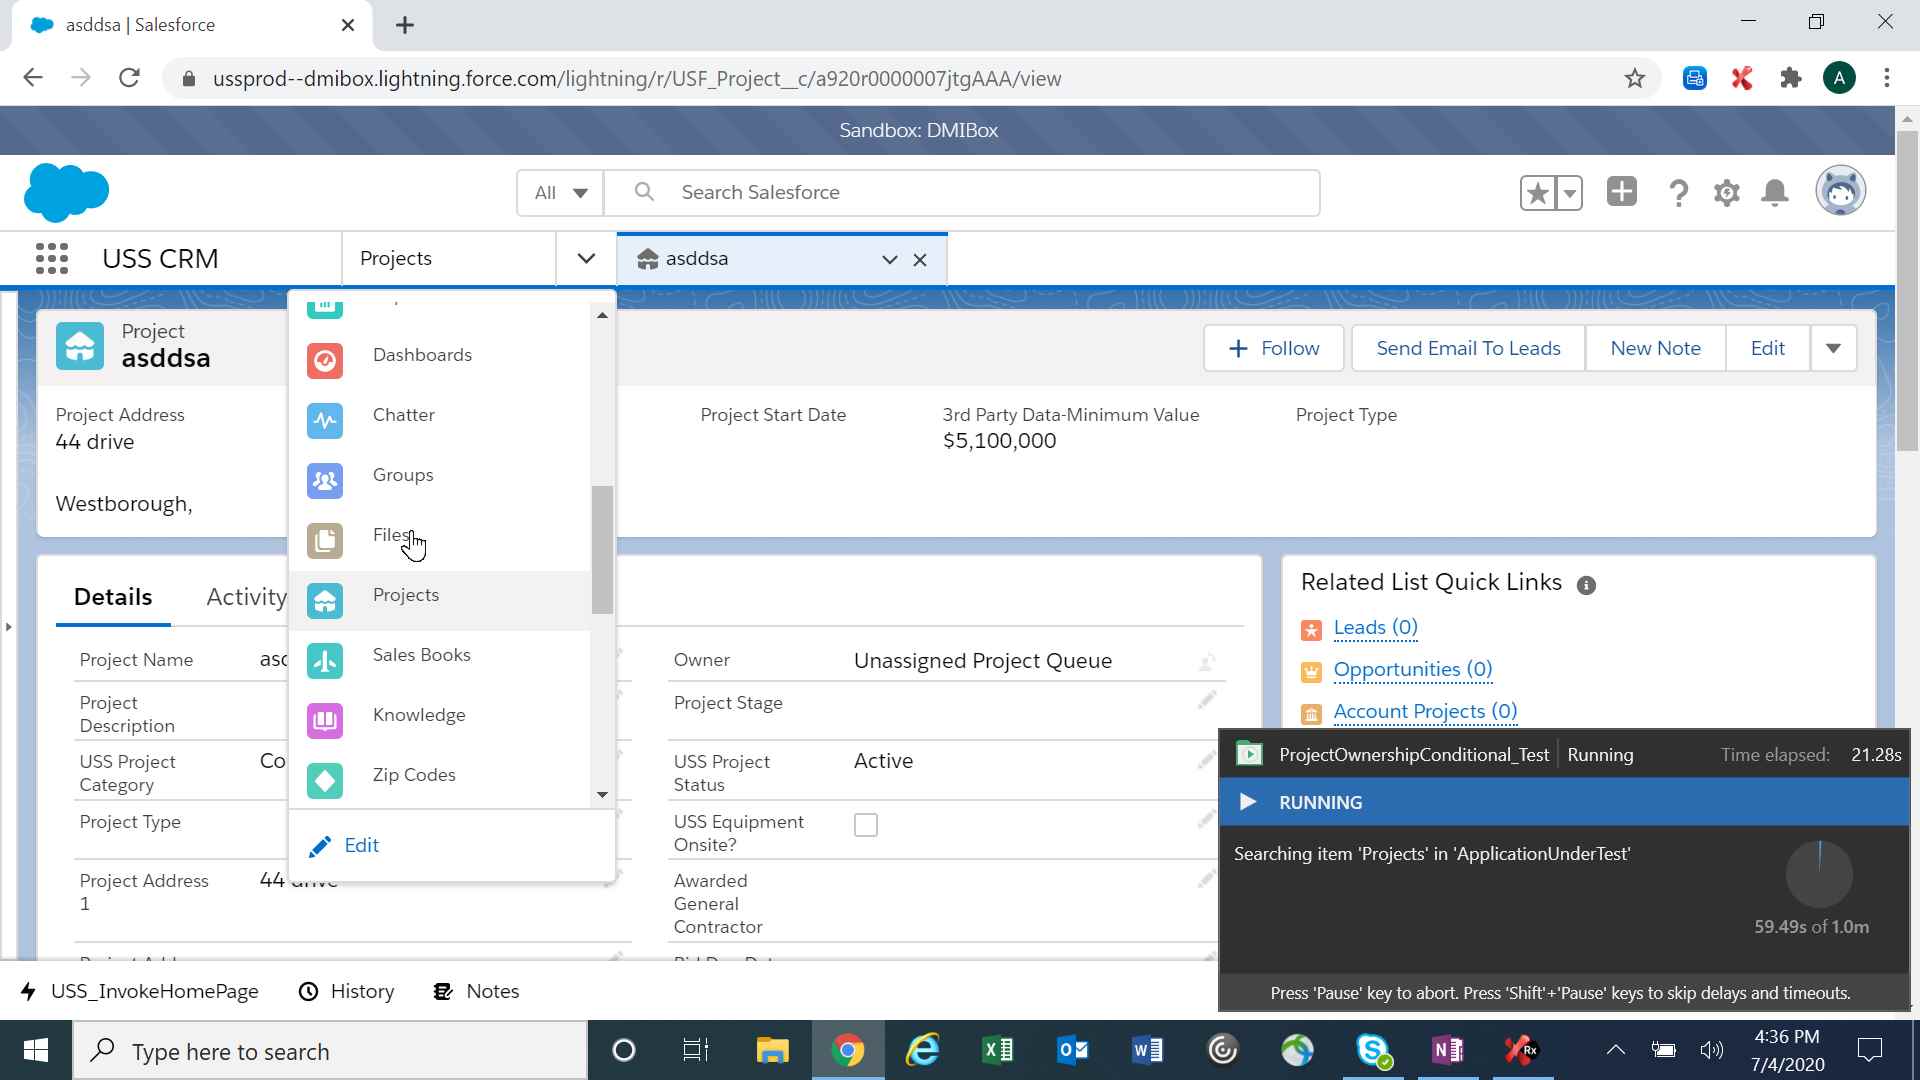 asddsa | Salesforce
ussprod--dmibox.lightning.force.com/lightning/r/USF_Project__c/a920r0000007jtgAAA/view
A
Sandbox: DMIBox
All
Search Salesforce
USS CRM
Projects
asddsa
Project
asddsa
Follow
Send Email To Leads
New Note
Edit
Project Address
44 drive
Westborough,
Project Start Date
3rd Party Data-Minimum Value
$5,100,000
Project Type
Dashboards
Chatter
Groups
Files
Projects
Sales Books
Knowledge
Zip Codes
Edit
Details
Activity
Project Name
Project
Description
USS Project
Category
Co
Project Type
Project Address
1
44 drive
Owner
Unassigned Project Queue
Project Stage
USS Project
Status
Active
USS Equipment
Onsite?
Awarded
General
Contractor
Related List Quick Links
Leads (0)
Opportunities (0)
Account Projects (0)
ProjectOwnershipConditional_Test
Running
Time elapsed: 21.28s
RUNNING
Searching item 'Projects' in 'ApplicationUnderTest'
59.49s of 1.0m
Press 'Pause' key to abort. Press 'Shift'+'Pause' keys to skip delays and timeouts.
USS_InvokeHomePage
History
Notes
Type here to search
Rx
4:36 PM
7/4/2020